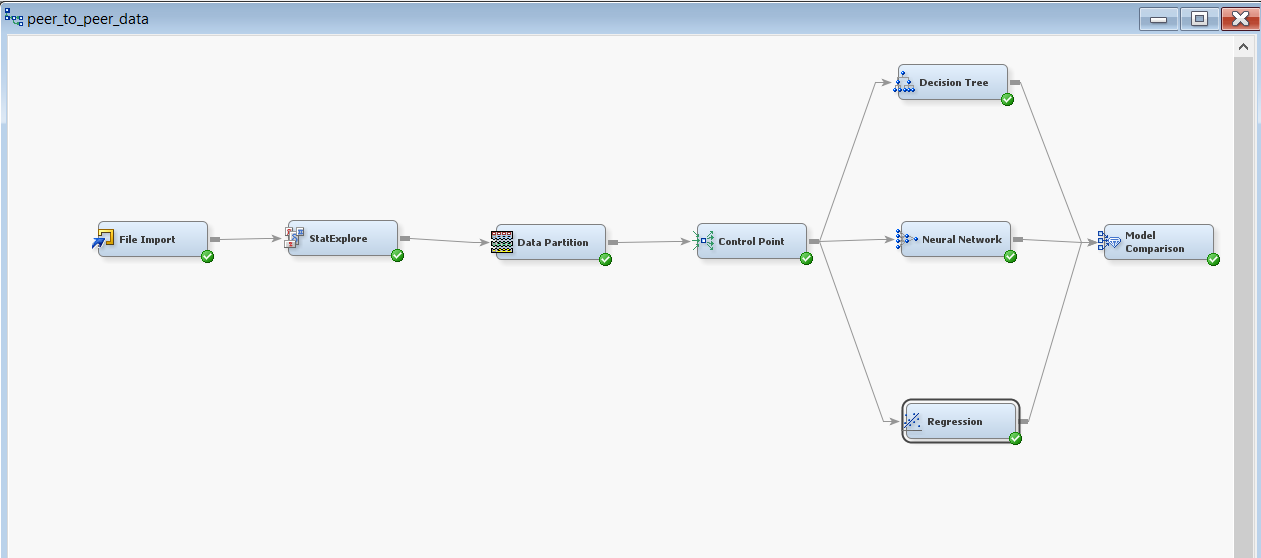 peer_to_peer_data
Decision Tree
File Import
StatExplore
Data Partition
Control Point
Neural Network
Model
Comparison
Regression